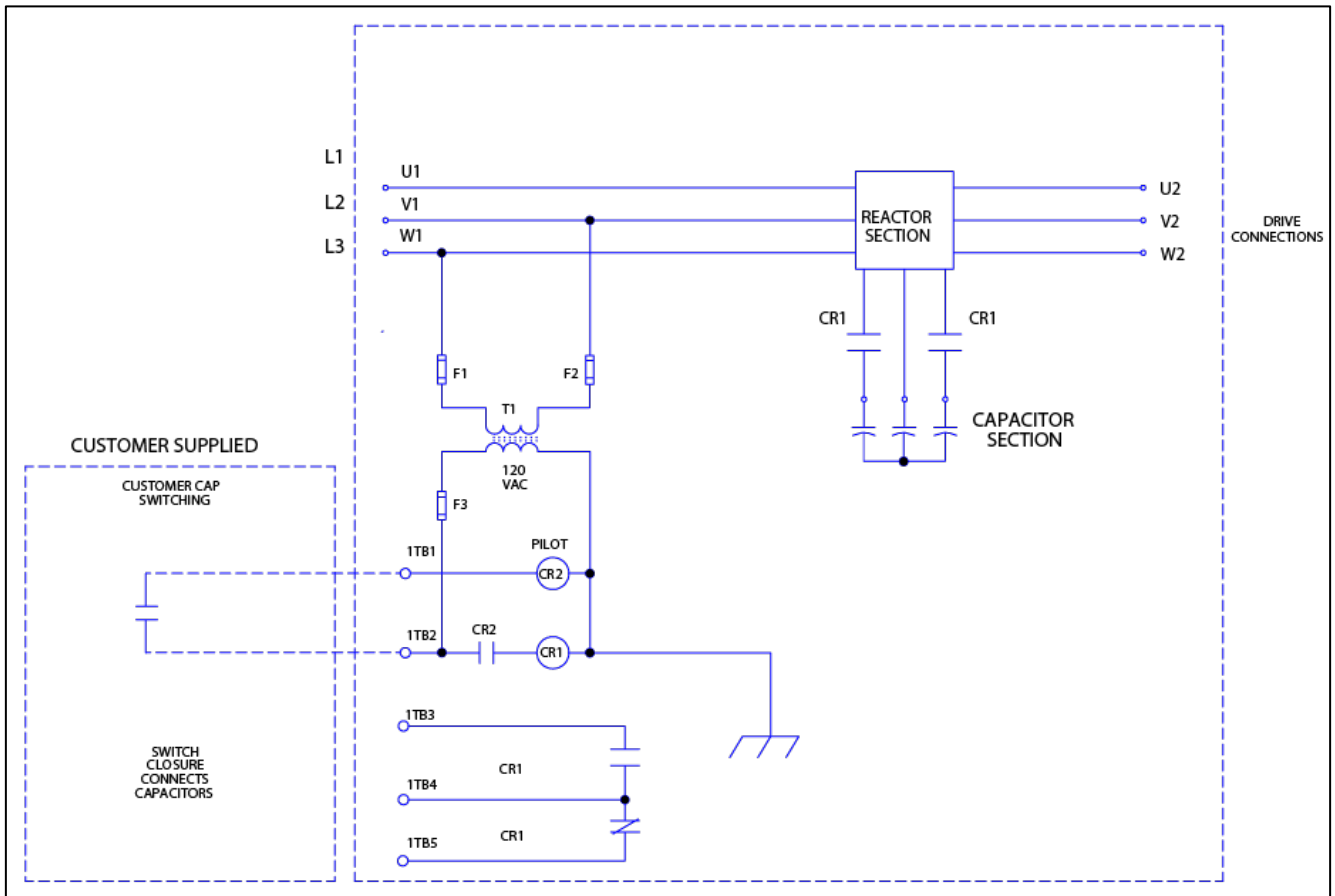 L1
U1
L2
V1
L3
W1
REACTOR
SECTION
U2
V2
W2
DRIVE
CONNECTIONS
CR1
CR1
F1
F2
T1
CAPACITOR
SECTION
120
VAC
F3
CUSTOMER SUPPLIED
CUSTOMER CAP
SWITCHING
1TB1
PILOT
CR2
1TB2
CR2
CR1
1TB3
CR1
1TB4
CR1
1TB5
SWITCH
CLOSURE
CONNECTS
CAPACITORS